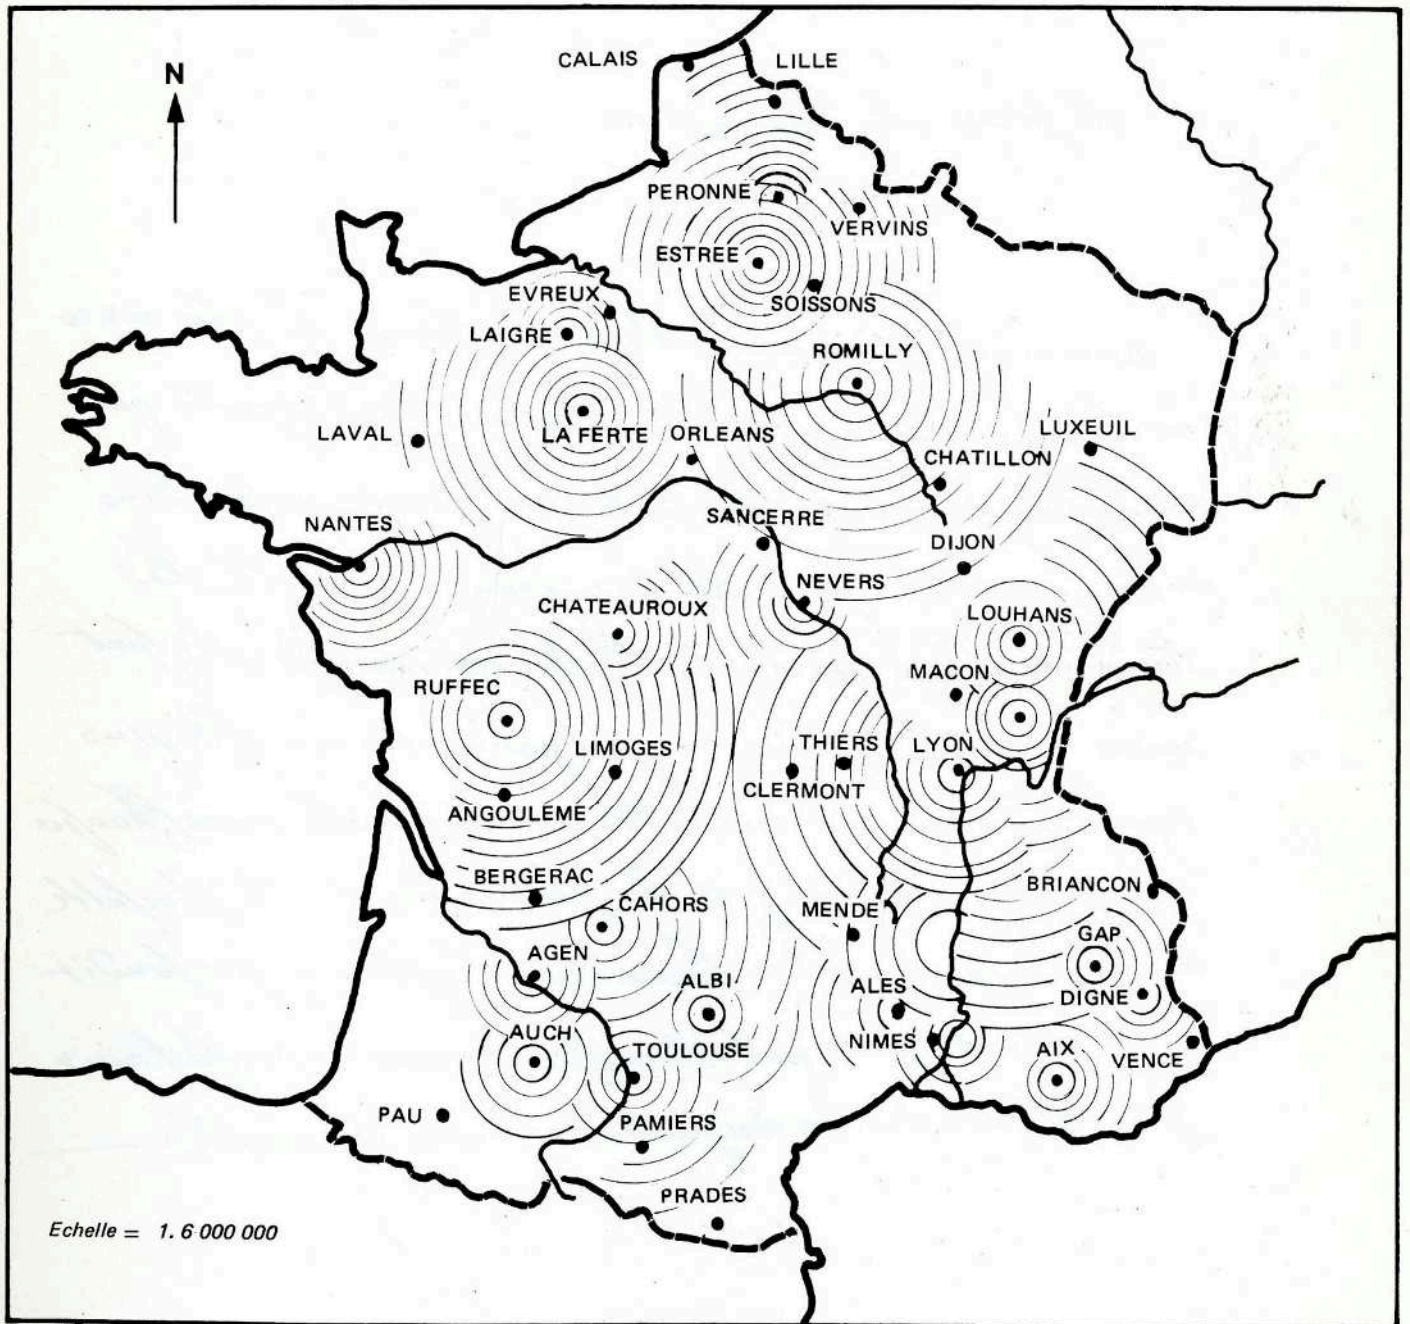 CALAIS
LILLE
N
PERONNE
VERVINS
ESTREE
EVREUX
SOISSONS
LAIGRE
ROMILLY
LAVAL
LA FERTE
ORLEANS
LUXEUIL
CHATILLON
NANTES
SANCERRE
DIJON
NEVERS
CHATEAUROUX
LOUHANS
RUFFEC
MACON
LIMOGES
THIERS
LYON
CLERMONT
ANGOULEME
BERGERAC
BRIANCON
CAHORS
MENDE
GAP
AGEN
ALBI
ALES
DIGNE
AUCH
TOULOUSE
NIMES
AIX
VENCE
PAU
PAMIERS
PRADES
Echelle = 1. 6 000 000